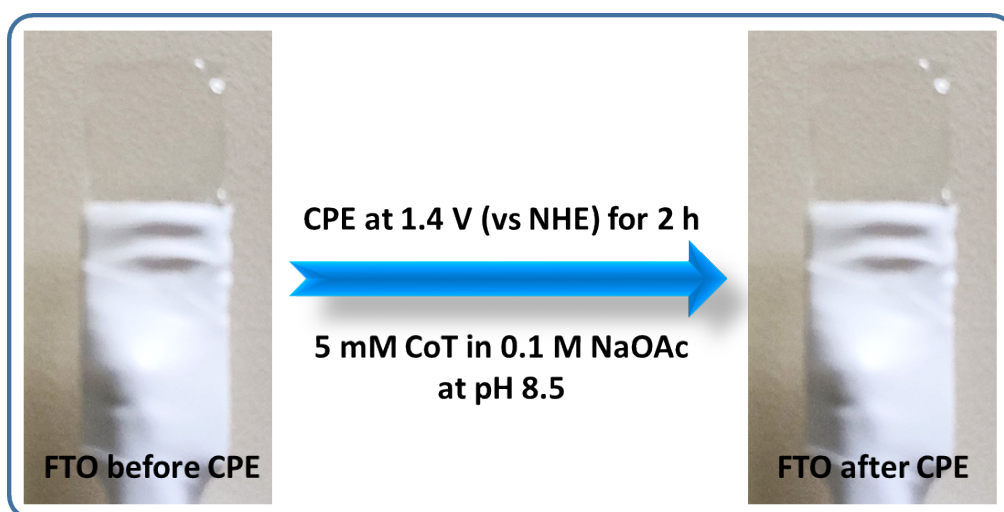 CPE at 1.4 V (vs NHE) for 2 h
5 mM CoT in 0.1 M NaOAc
at pH 8.5
FTO before CPE
FTO after CPE